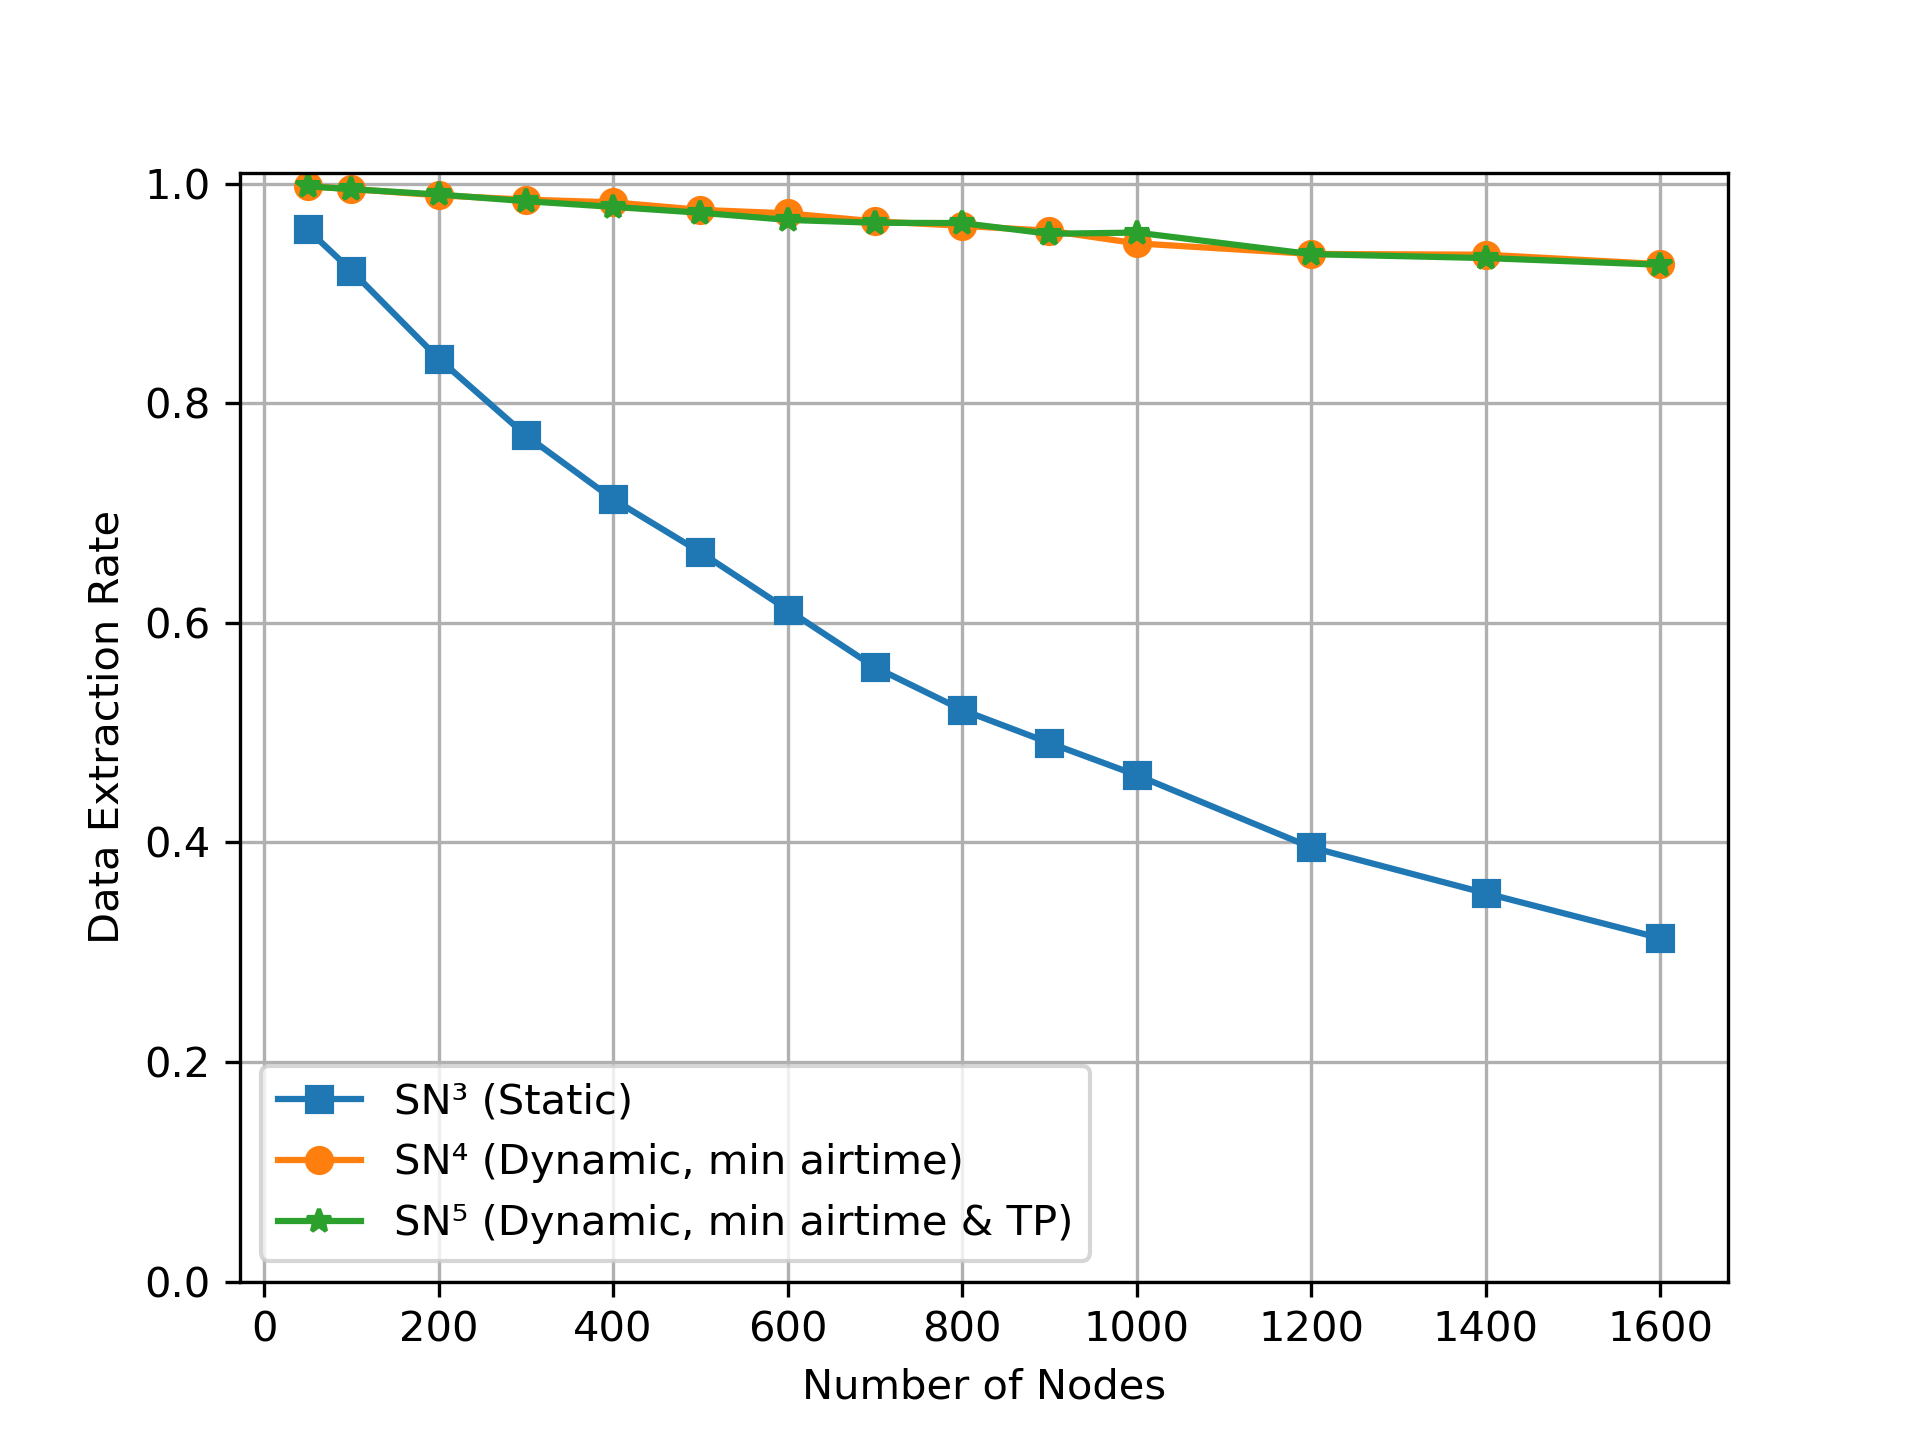 1.0
0.8
0.6
0.4
0.2
0.0
Data Extraction Rate
SN³ (Static)
SN⁴ (Dynamic, min airtime)
SN⁵ (Dynamic, min airtime & TP)
0 200 400 600 800 1000 1200 1400 1600
Number of Nodes